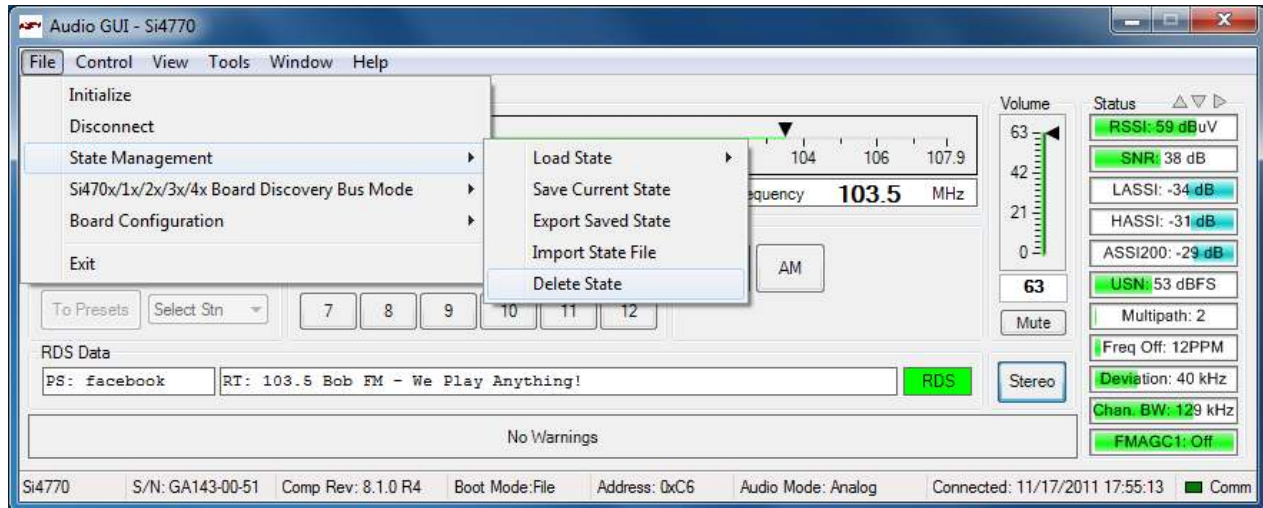 Audio GUI - Si4770
File Control View Tools Window Help
Initialize
Disconnect
State Management
Si470x/1x/2x/3x/4x Board Discovery Bus Mode
Board Configuration
Exit
Load State
Save Current State
Export Saved State
Import State File
Delete State
104 106 107.9
103.5 MHz
AM
To Presets Select Stn 7 8 9 10 11 12
Volume
63
42
21
0
63
Mute
Stereo
Status
RSSI: 59 dBuV
SNR: 38 dB
LASSI: -34 dB
HASSI: -31 dB
ASSI200: -29 dB
USN: 53 dBFS
Multipath: 2
Freq Off: 12PPM
Deviation: 40 kHz
Chan. BW: 129 kHz
FMAGC1: Off
RDS Data
PS: facebook RT: 103.5 Bob FM - We Play Anything! RDS
No Warnings
Si4770 S/N: GA143-00-51 Comp Rev: 8.1.0 R4 Boot Mode:File Address: 0xC6 Audio Mode: Analog Connected: 11/17/2011 17:55:13 Comm